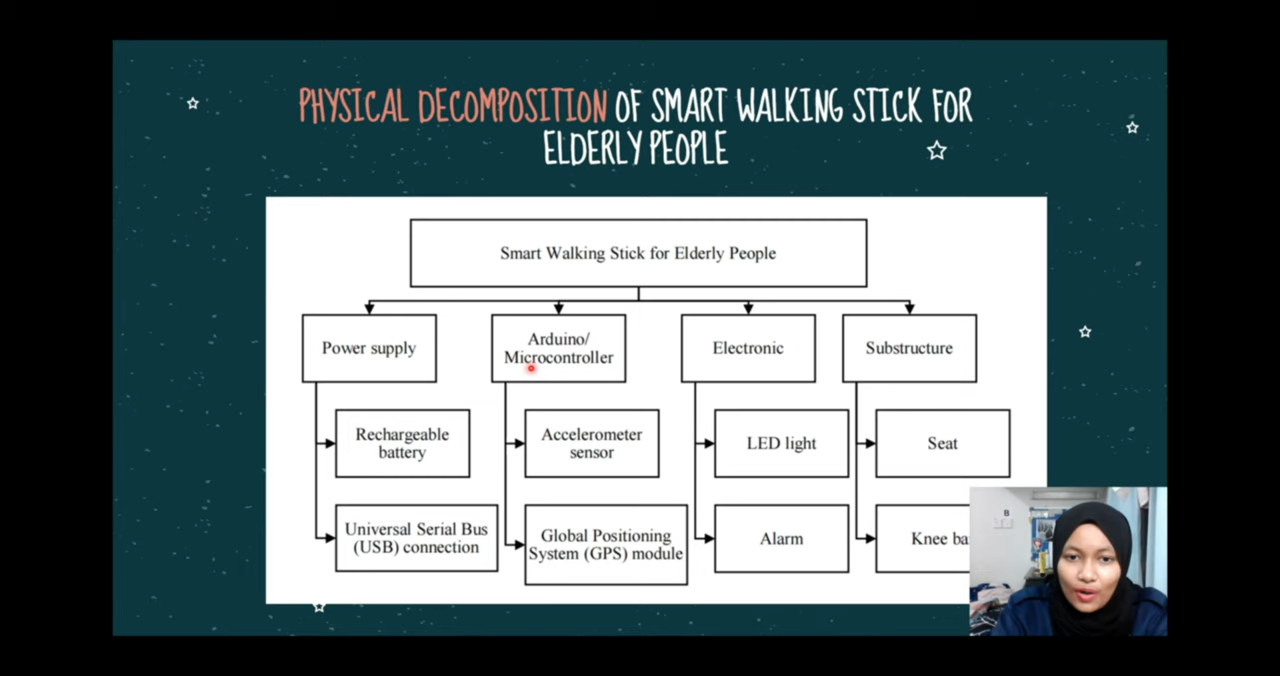 PHYSICAL DECOMPOSITION OF SMART WALKING STICK FOR
ELDERLY PEOPLE
Smart Walking Stick for Elderly People
Power supply
Arduino/
Microcontroller
Electronic
Substructure
Rechargeable
battery
Accelerometer
sensor
LED light
Seat
Universal Serial Bus
(USB) connection
Global Positioning
System (GPS) module
Alarm
Knee
B